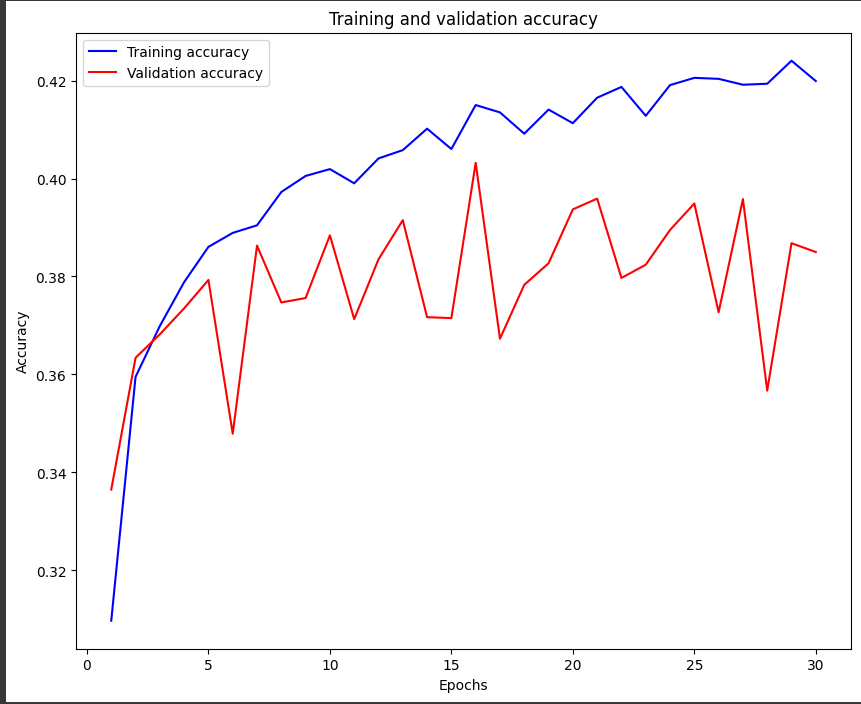 Training and validation accuracy
Training accuracy
Validation accuracy
0.42
0.40
0.38
0.36
0.34
0.32
Accuracy
0 5 10 15 20 25 30
Epochs